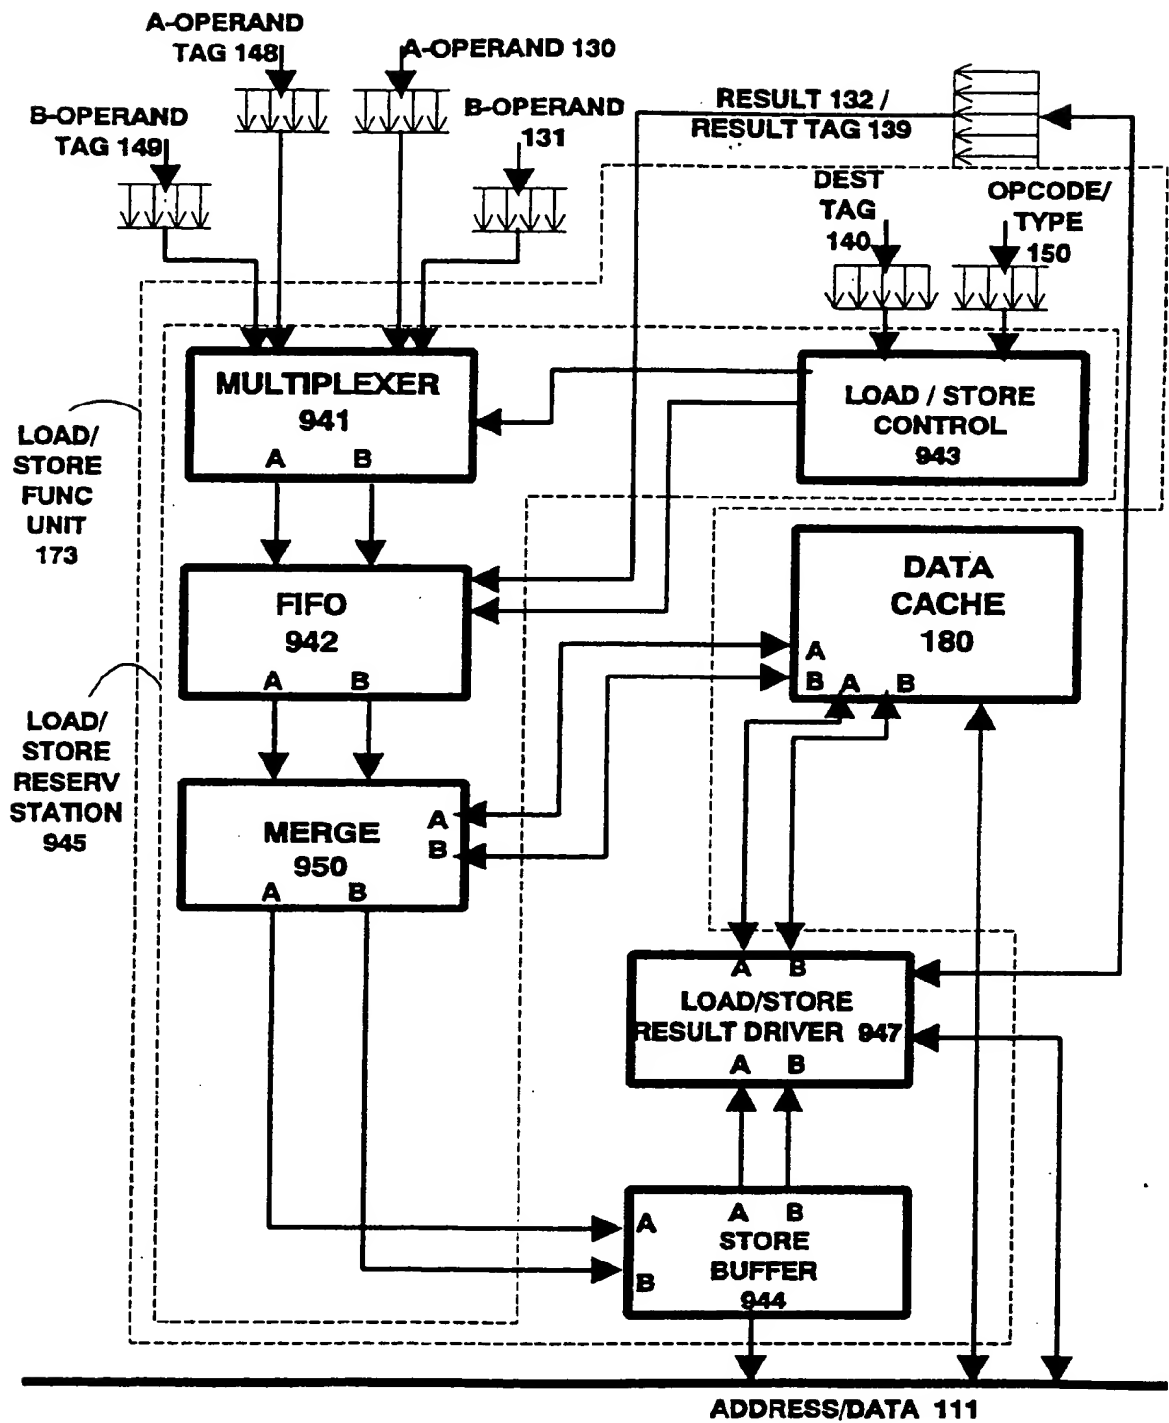 A-OPERAND
TAG 148
A-OPERAND 130
B-OPERAND
TAG 149
B-OPERAND
131
RESULT 132 /
RESULT TAG 139
DEST
TAG
140
OPCODE/
TYPE
150
MULTIPLEXER
941
A B
LOAD / STORE
CONTROL
943
LOAD/
STORE
FUNC
UNIT
173
FIFO
942
A B
DATA
CACHE
180
A
B A B
LOAD/
STORE
RESERV
STATION
945
MERGE
950
A
B
A B
A B
LOAD/STORE
RESULT DRIVER 947
A B
A
B
A B
STORE
BUFFER
944
ADDRESS/DATA 111